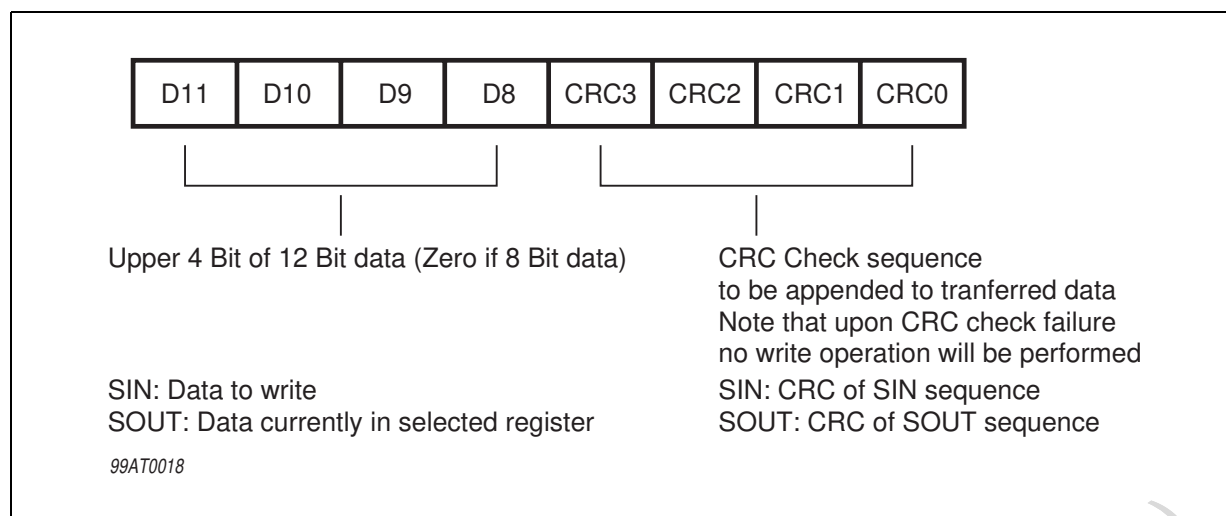 D11 D10 D9 D8 CRC3 CRC2 CRC1 CRC0
Upper 4 Bit of 12 Bit data (Zero if 8 Bit data)
SIN: Data to write
SOUT: Data currently in selected register
CRC Check sequence
to be appended to tranferred data
Note that upon CRC check failure
no write operation will be performed
SIN: CRC of SIN sequence
SOUT: CRC of SOUT sequence
99AT0018